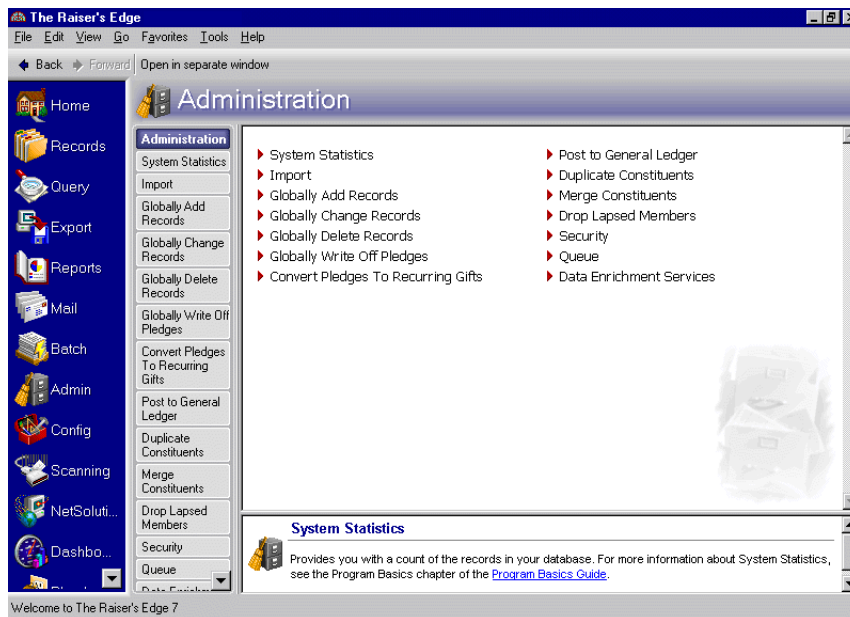 The Raiser's Edge
File Edit View Go Favorites Tools Help
Back Forward Open in separate window
Administration
Home
Records
Query
Export
Reports
Mail
Batch
Admin
Config
Scanning
NetSoluti...
Dashbo...
Administration
System Statistics
Import
Globally Add
Records
Globally Change
Records
Globally Delete
Records
Globally Write Off
Pledges
Convert Pledges
To Recurring
Gifts
Post to General
Ledger
Duplicate
Constituents
Merge
Constituents
Drop Lapsed
Members
Security
Queue
System Statistics
Import
Globally Add Records
Globally Change Records
Globally Delete Records
Globally Write Off Pledges
Convert Pledges To Recurring Gifts
Post to General Ledger
Duplicate Constituents
Merge Constituents
Drop Lapsed Members
Security
Queue
Data Enrichment Services
System Statistics
Provides you with a count of the records in your database. For more information about System Statistics,
see the Program Basics chapter of the Program Basics Guide.
Welcome to The Raiser's Edge 7